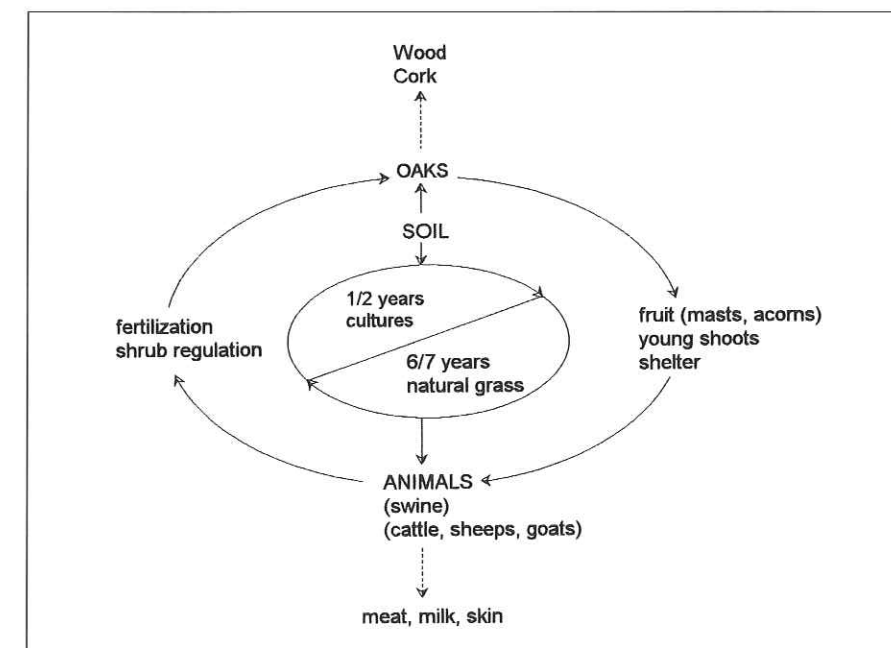 Wood
Cork
OAKS
SOIL
1/2 years
cultures
6/7 years
natural grass
fertilization
shrub regulation
fruit (masts, acorns)
young shoots
shelter
ANIMALS
(swine)
(cattle, sheeps, goats)
meat, milk, skin